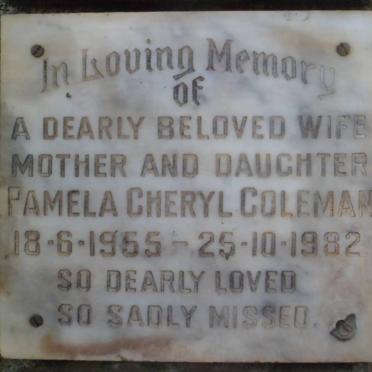 In Loving Memory
of
A DEARLY BELOVED WIFE
MOTHER AND DAUGHTER
PAMELA CHERYL COLEMAN
18-6-1955 - 25-10-1982
SO DEARLY LOVED
SO SADLY MISSED.